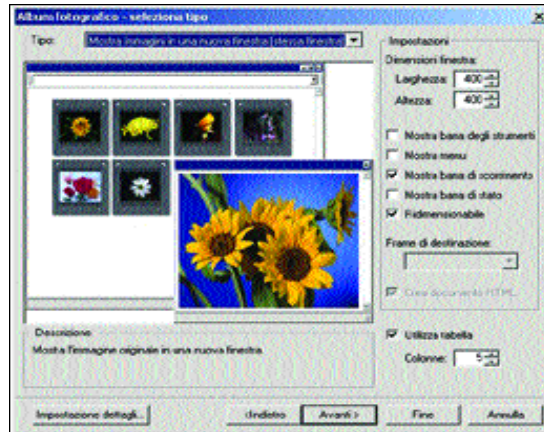 Album fotografico - seleziona tipo
Tipo:
Mostra immagini in una nuova finestra (stessa finestra)
Impostazioni
Dimensioni finestra:
Larghezza: 400
Altezza: 400
Mostra barra degli strumenti
Mostra menu
Mostra barra di scorrimento
Mostra barra di stato
Ridimensionabile
Frame di destinazione:
Crea documento HTML
Descrizione
Mostra l'immagine originale in una nuova finestra.
Utilizza tabella
Colonne: 5
Impostazione dettagli...
<Indietro
Avanti >
Fine
Annulla